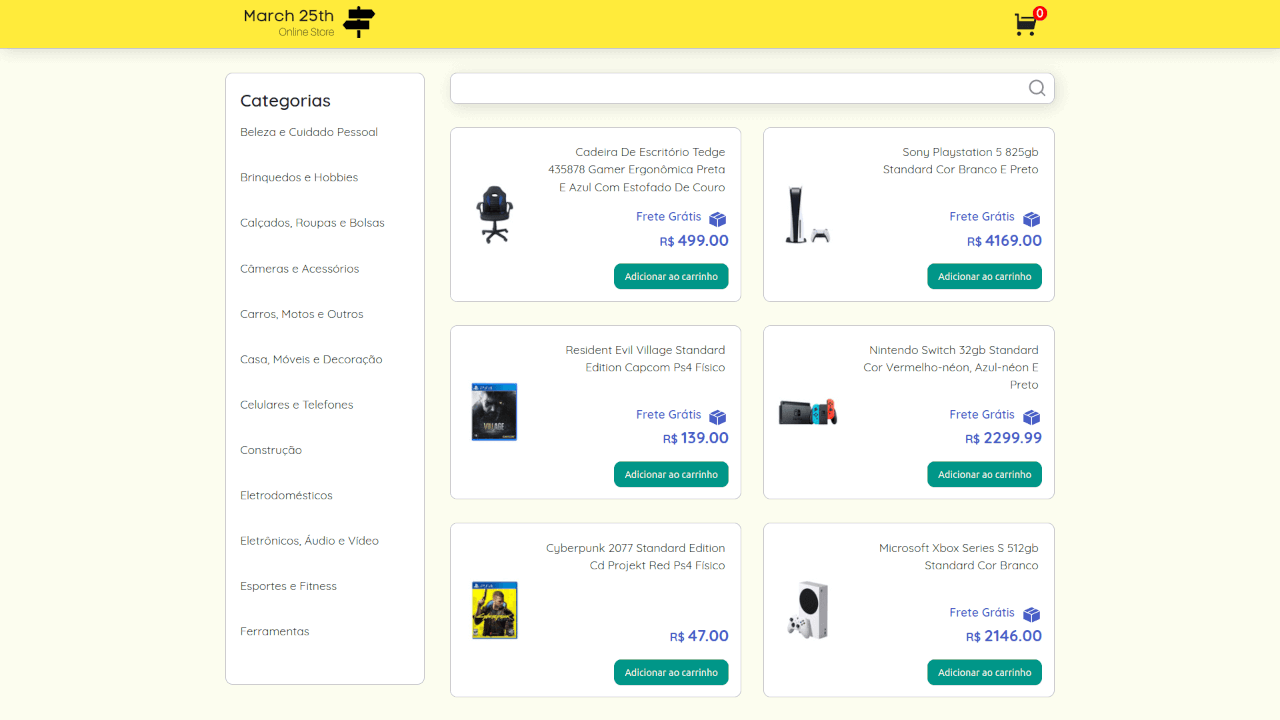 March 25th
Online Store
0
Categorias
Beleza e Cuidado Pessoal
Brinquedos e Hobbies
Calçados, Roupas e Bolsas
Câmeras e Acessórios
Carros, Motos e Outros
Casa, Móveis e Decoração
Celulares e Telefones
Construção
Eletrodomésticos
Eletrônicos, Áudio e Vídeo
Esportes e Fitness
Ferramentas
Cadeira De Escritório Tedge
435878 Gamer Ergonômica Preta
E Azul Com Estofado De Couro
Frete Grátis
R$ 499.00
Adicionar ao carrinho
Sony Playstation 5 825gb
Standard Cor Branco E Preto
Frete Grátis
R$ 4169.00
Adicionar ao carrinho
Resident Evil Village Standard
Edition Capcom Ps4 Físico
PS4
VILLAGE
Frete Grátis
R$ 139.00
Adicionar ao carrinho
Nintendo Switch 32gb Standard
Cor Vermelho-néon, Azul-néon E
Preto
Frete Grátis
R$ 2299.99
Adicionar ao carrinho
Cyberpunk 2077 Standard Edition
Cd Projekt Red Ps4 Físico
PS4
R$ 47.00
Adicionar ao carrinho
Microsoft Xbox Series S 512gb
Standard Cor Branco
Frete Grátis
R$ 2146.00
Adicionar ao carrinho